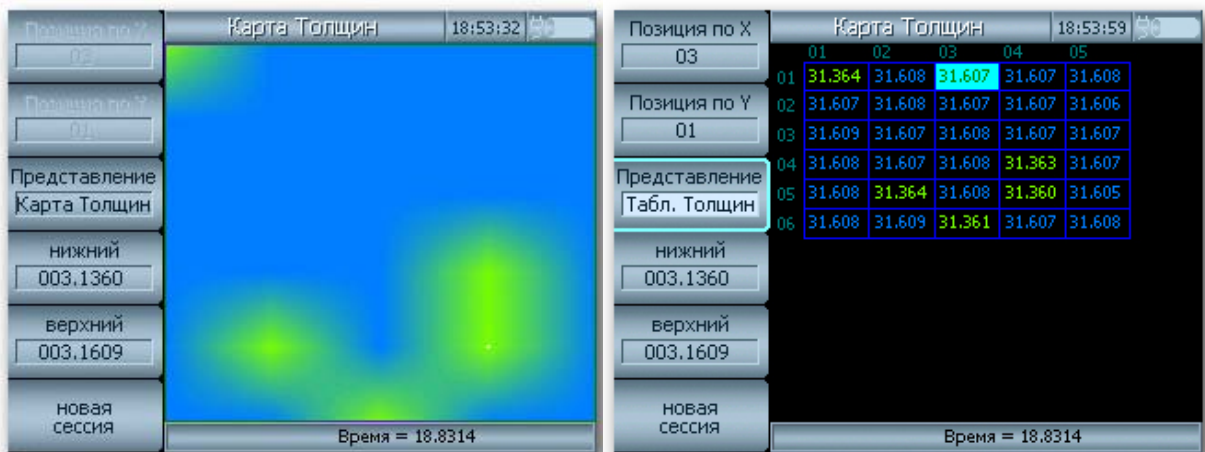 Карта Толщин 18:53:32
Позиция по X
03
Позиция по Y
01
Представление
Карта Толщин
нижний
003.1360
верхний
003.1609
новая
сессия
Время = 18.8314
Карта Толщин 18:53:59
Позиция по X
03
Позиция по Y
01
Представление
Табл. Толщин
нижний
003.1360
верхний
003.1609
новая
сессия
01 02 03 04 05
01 31.364 31.608 31.607 31.607 31.608
02 31.607 31.608 31.607 31.607 31.606
03 31.609 31.607 31.608 31.607 31.607
04 31.608 31.607 31.608 31.363 31.607
05 31.608 31.364 31.608 31.360 31.605
06 31.608 31.609 31.361 31.607 31.608
Время = 18.8314